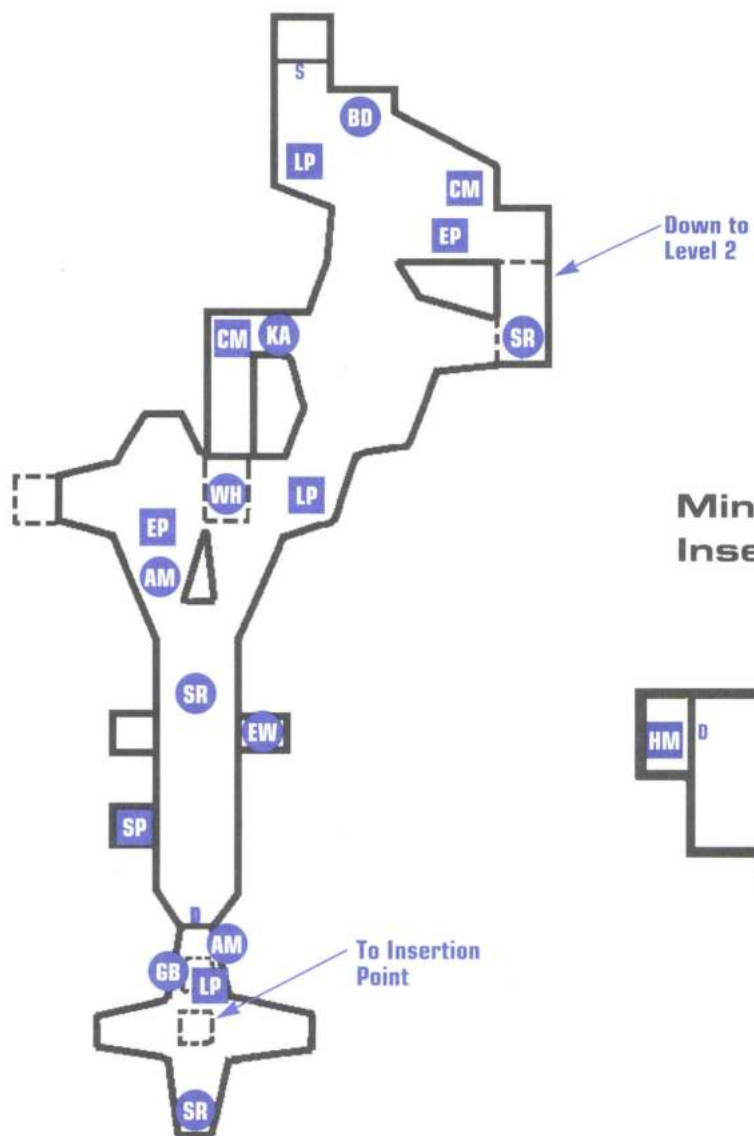 S
BD
LP
CM
EP
Down to
Level 2
CM
KA
SR
WH
LP
EP
AM
Min
Inse
SR
EW
HM
D
SP
D
AM
GB
LP
To Insertion
Point
SR